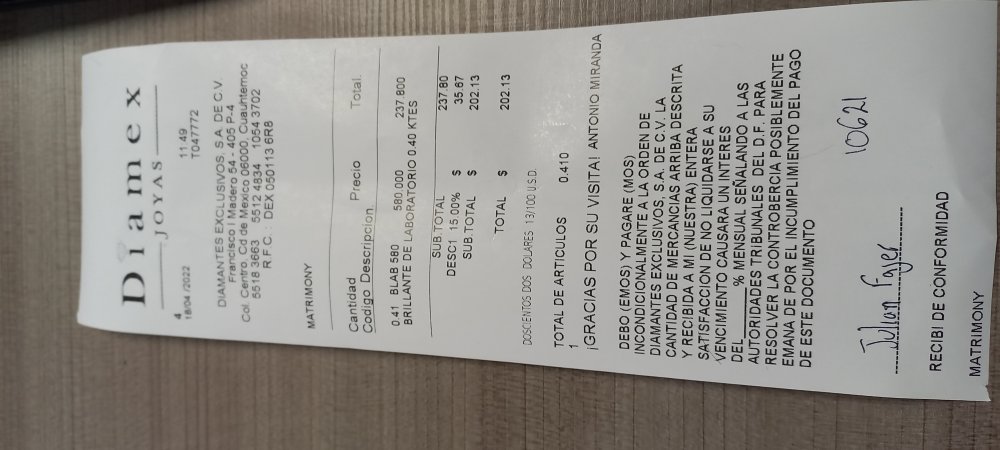 Diamex
JOYAS
4
18/04 /2022 11:49
T047772
DIAMANTES EXCLUSIVOS, S.A. DE C.V.
Francisco I Madero 54 - 405 P-4
Col. Centro, Cd de Mexico 06000, Cuauhtemoc
5518 3663 5512 4834 1054 3702
R.F.C. : DEX 050113 6R8
MATRIMONY
Cantidad Precio Total.
Codigo Descripcion.
0.41 BLAB 580 580.000 237.800
BRILLANTE DE LABORATORIO 0.40 KTES
SUB.TOTAL 237.80
DESC1 15.00% $ 35.67
SUB.TOTAL $ 202.13
TOTAL $ 202.13
DOSCIENTOS DOS DOLARES 13/100 U.S.D.
TOTAL DE ARTICULOS 0.410
1
¡GRACIAS POR SU VISITA! ANTONIO MIRANDA
DEBO (DEMOS) Y PAGARE (MOS)
INCONDICIONALMENTE A LA ORDEN DE
DIAMANTES EXCLUSIVOS, S.A. DE C.V. LA
CANTIDAD DE MERCANCIAS ARRIBA DESCRITA
Y RECIBIDA A MI (NUESTRA) ENTERA
SATISFACCION DE NO LIQUIDARSE A SU
VENCIMIENTO CAUSARA UN INTERES
DEL______% MENSUAL SEÑALANDO A LAS
AUTORIDADES TRIBUNALES DEL D.F. PARA
RESOLVER LA CONTROBERCIA POSIBLEMENTE
EMANA DE POR EL INCUMPLIMIENTO DEL PAGO
DE ESTE DOCUMENTO
Julian 10621
RECIBI DE CONFORMIDAD
MATRIMONY